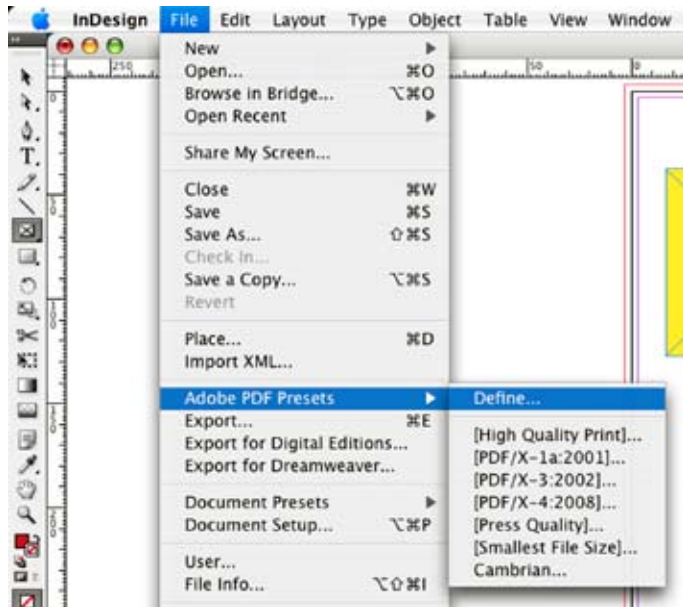 InDesign File Edit Layout Type Object Table View Window
250 50 0
New
Open... ⌘O
Browse in Bridge... ⌥⌘O
Open Recent
Share My Screen...
Close ⌘W
Save ⌘S
Save As... ⇧⌘S
Check In...
Save a Copy... ⌥⌘S
Revert
Place... ⌘D
Import XML...
Adobe PDF Presets
Export... ⌘E
Export for Digital Editions...
Export for Dreamweaver...
Document Presets
Document Setup... ⌥⌘P
User...
File Info... ⌥⇧⌘I
Define...
[High Quality Print]...
[PDF/X-1a:2001]...
[PDF/X-3:2002]...
[PDF/X-4:2008]...
[Press Quality]...
[Smallest File Size]...
Cambrian...